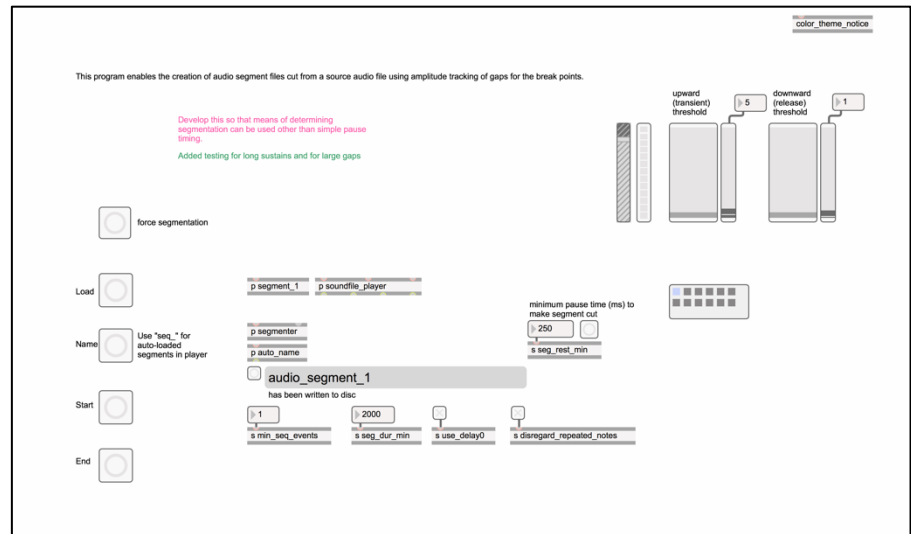 color_theme_notice
This program enables the creation of audio segment files cut from a source audio file using amplitude tracking of gaps for the break points.
upward
(transient)
threshold
5
downward
(release)
threshold
1
Develop this so that means of determining
segmentation can be used other than simple pause
timing.
Added testing for long sustains and for large gaps
force segmentation
Load
p segment_1
p soundfile_player
minimum pause time (ms) to
make segment cut
250
s seg_rest_min
Name
Use "seq_" for
auto-loaded
segments in player
p segmenter
p auto_name
audio_segment_1
has been written to disc
Start
1
2000
s min_seq_events
s seg_dur_min
s use_delay0
s disregard_repeated_notes
End